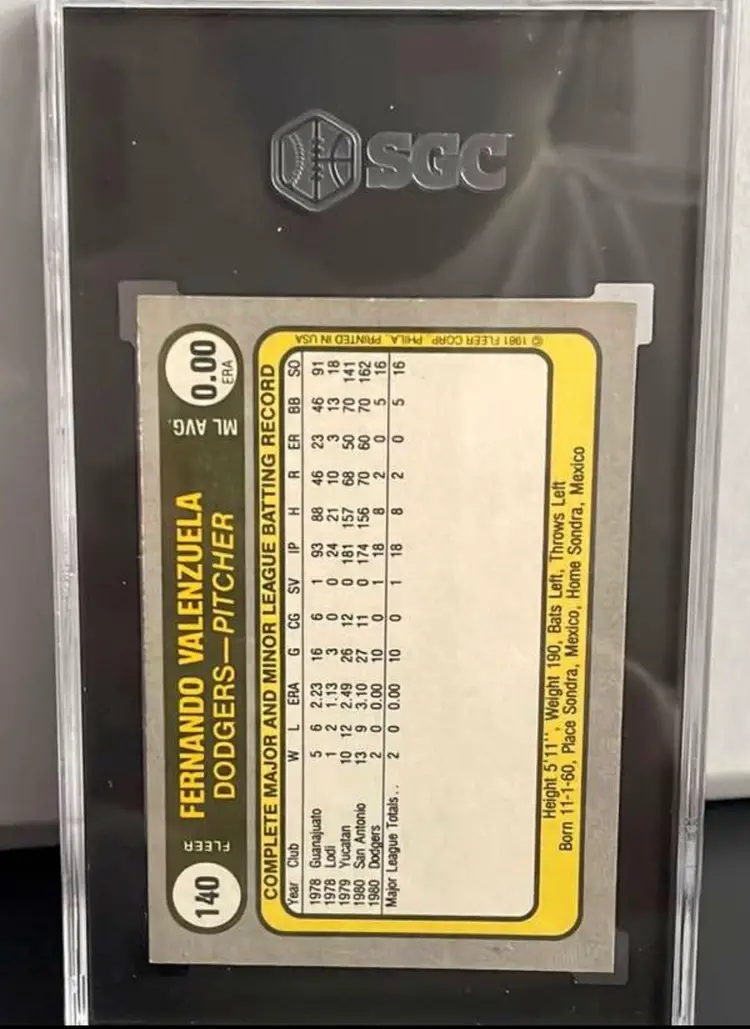 SGC
140
FLEER
FERNANDO VALENZUELA
DODGERS—PITCHER
ML AVG.
0.00
ERA
COMPLETE MAJOR AND MINOR LEAGUE BATTING RECORD
Year Club W L ERA G CG SV IP H R ER BB SO
1978 Guanajuato 5 6 2.23 16 6 1 93 88 46 23 46 91
1978 Lodi 1 2 1.13 3 0 0 24 21 10 3 13 18
1979 Yucatan 10 12 2.49 26 12 0 181 157 68 50 70 141
1980 San Antonio 13 9 3.10 27 11 0 174 156 70 60 70 162
1980 Dodgers 2 0 0.00 10 0 1 18 8 2 0 5 16
Major League Totals.. 2 0 0.00 10 0 1 18 8 2 0 5 16
Height 5'11", Weight 190, Bats Left, Throws Left
Born 11-1-60, Place Sondra, Mexico, Home Sondra, Mexico
© 1981 FLEER CORP., PHILA. PRINTED IN USA